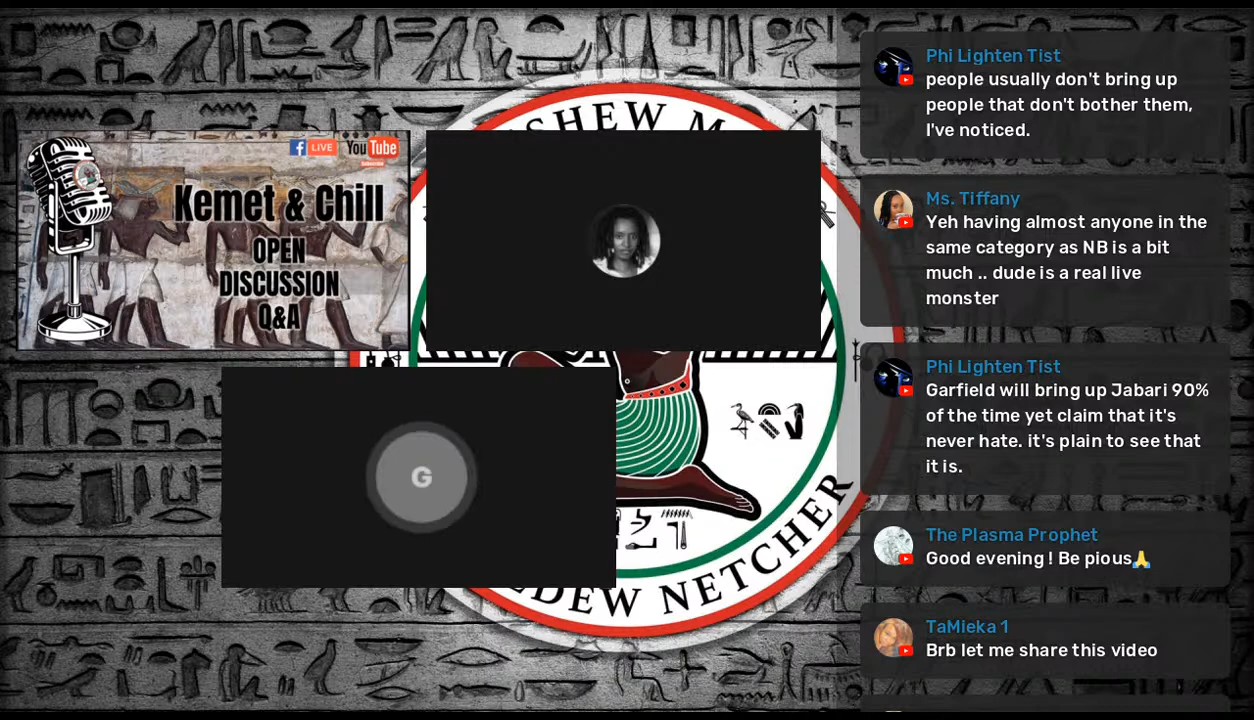 SHEW M
f LIVE
YouTube
Subscribe
Kemet & Chill
OPEN
DISCUSSION
Q&A
G
DEW NETCHER
Phi Lighten Tist
people usually don't bring up
people that don't bother them,
I've noticed.
Ms. Tiffany
Yeh having almost anyone in the
same category as NB is a bit
much .. dude is a real live
monster
Phi Lighten Tist
Garfield will bring up Jabari 90%
of the time yet claim that it's
never hate. it's plain to see that
it is.
The Plasma Prophet
Good evening ! Be pious🙏
TaMieka 1
Brb let me share this video